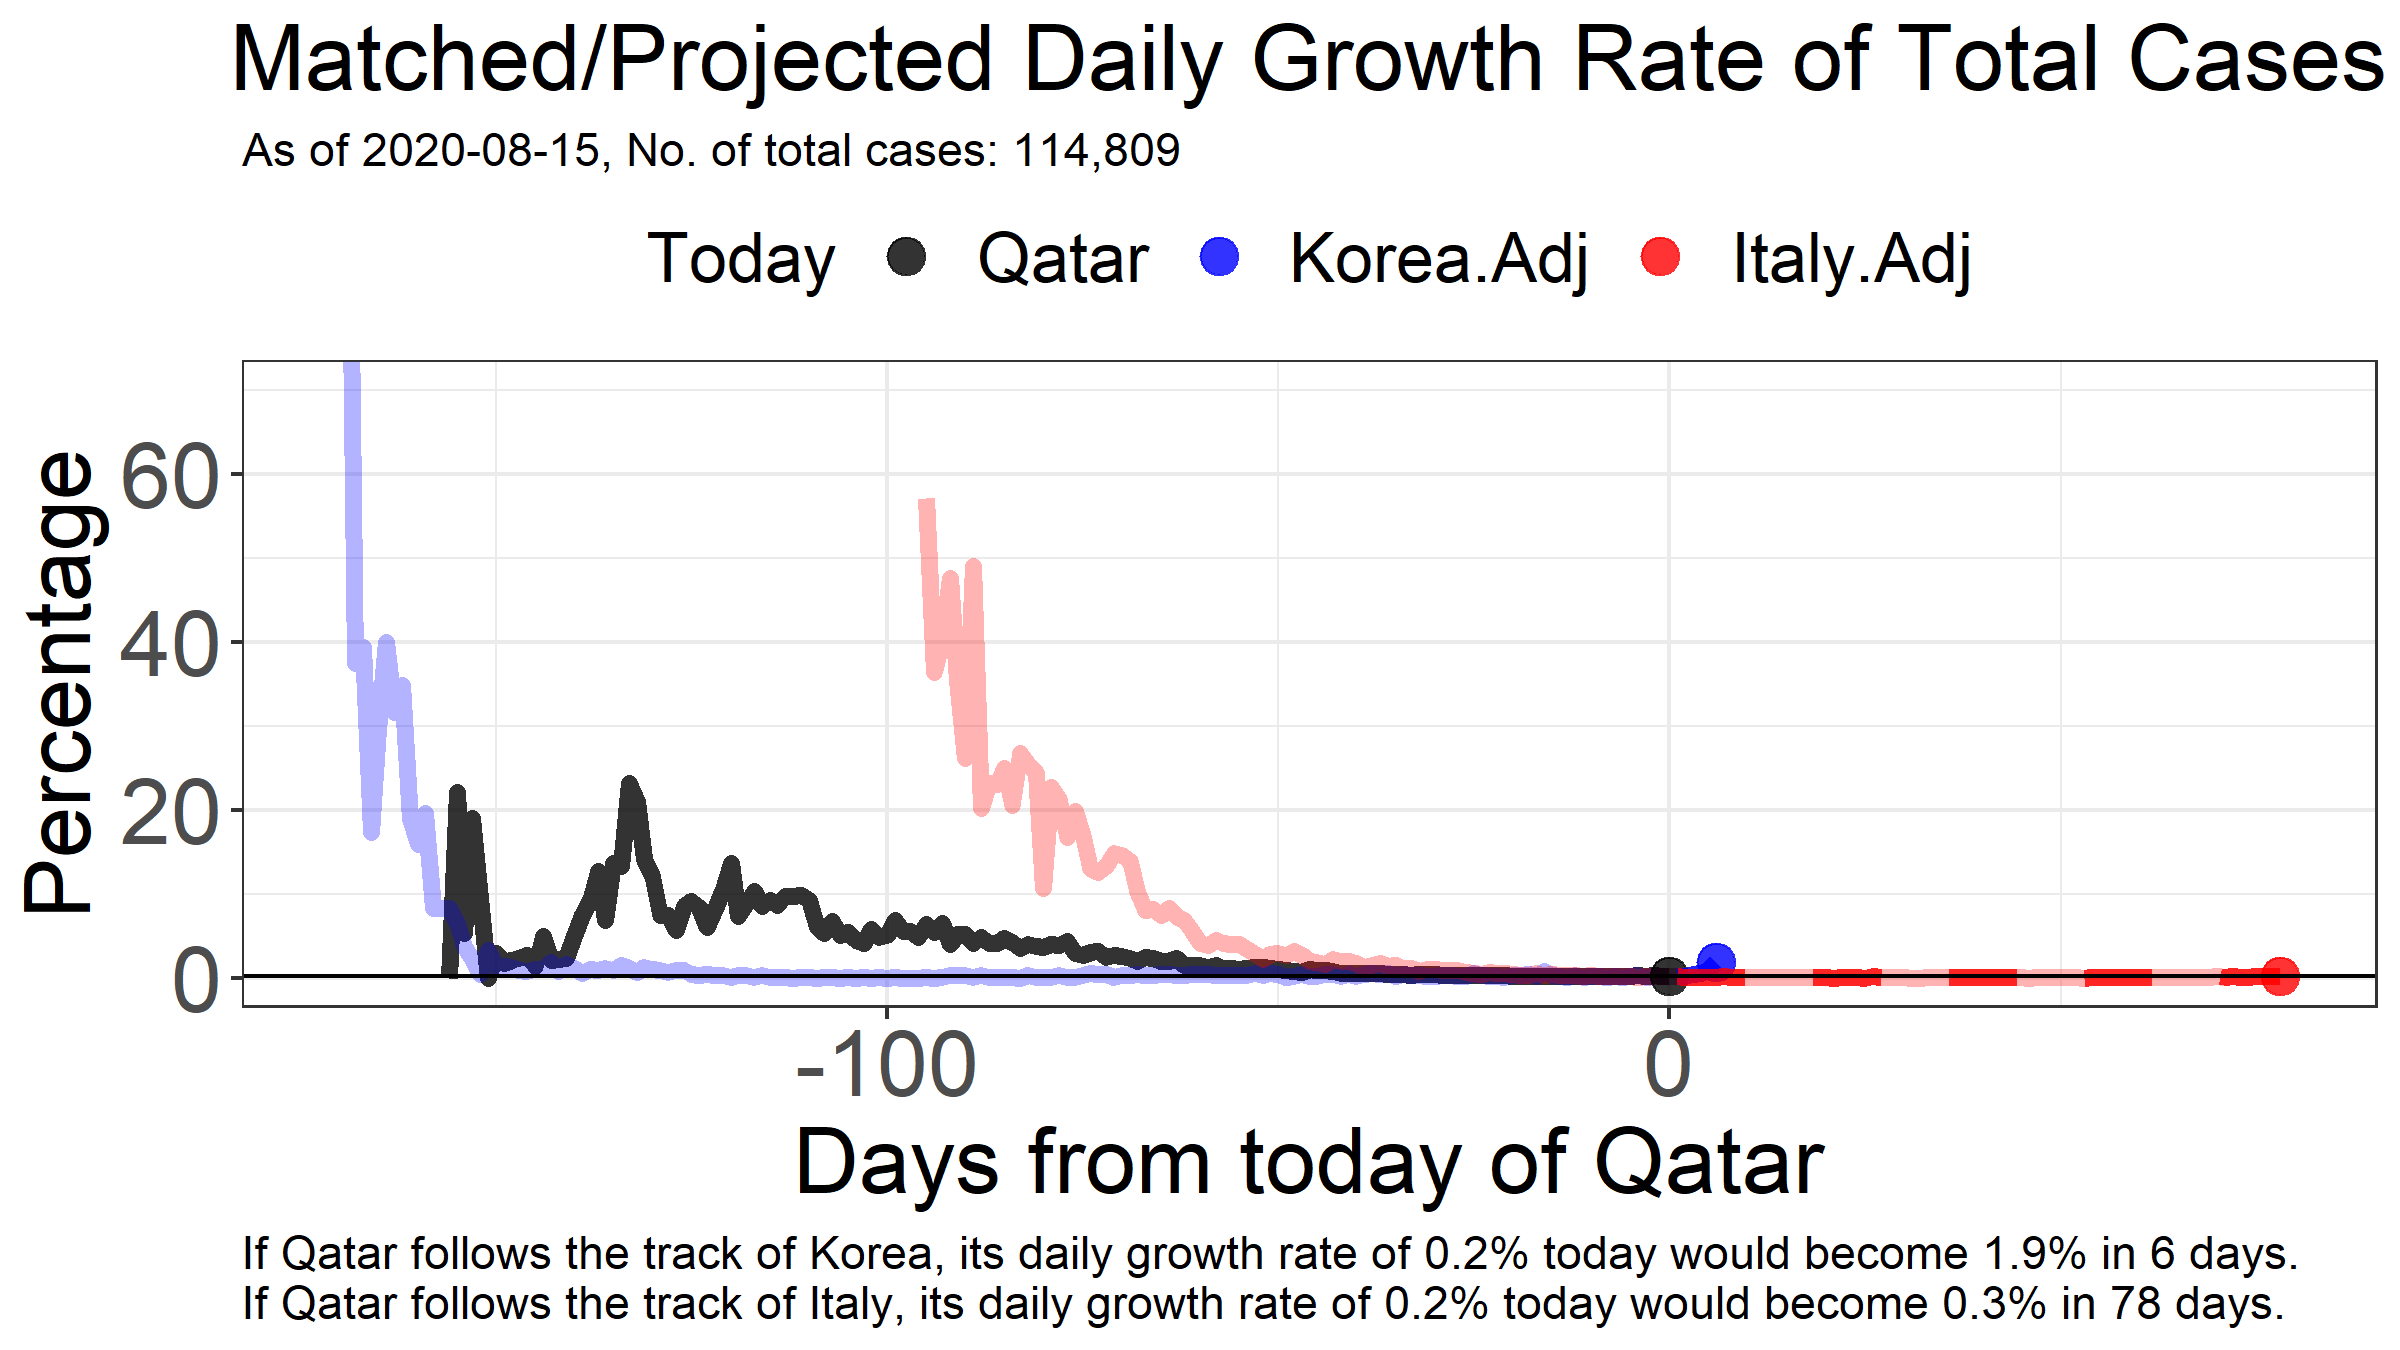 Matched/Projected Daily Growth Rate of Total Cases
As of 2020-08-15, No. of total cases: 114,809
Today Qatar Korea.Adj Italy.Adj
Percentage
60
40
20
0
-100 0
Days from today of Qatar
If Qatar follows the track of Korea, its daily growth rate of 0.2% today would become 1.9% in 6 days.
If Qatar follows the track of Italy, its daily growth rate of 0.2% today would become 0.3% in 78 days.